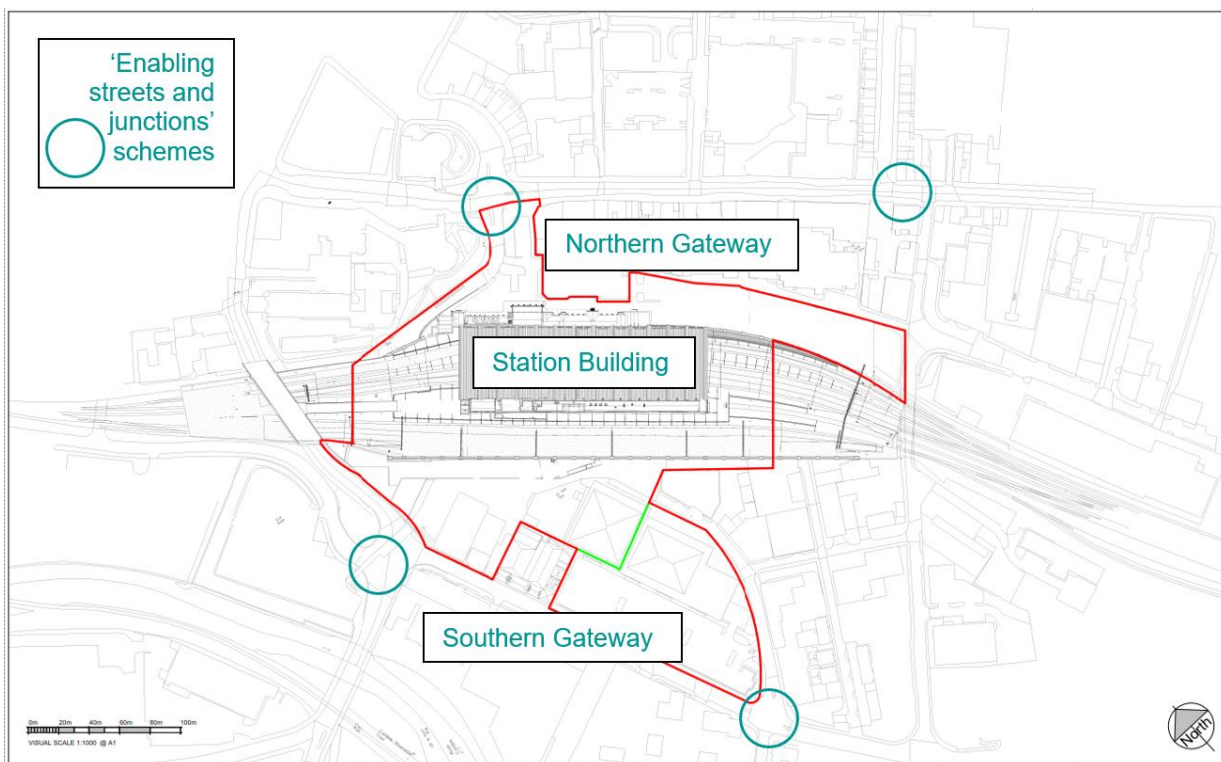 ‘Enabling
streets and
junctions’
schemes
Northern Gateway
Station Building
Southern Gateway
0m 20m 40m 60m 80m 100m
VISUAL SCALE 1:1000 @ A1
North